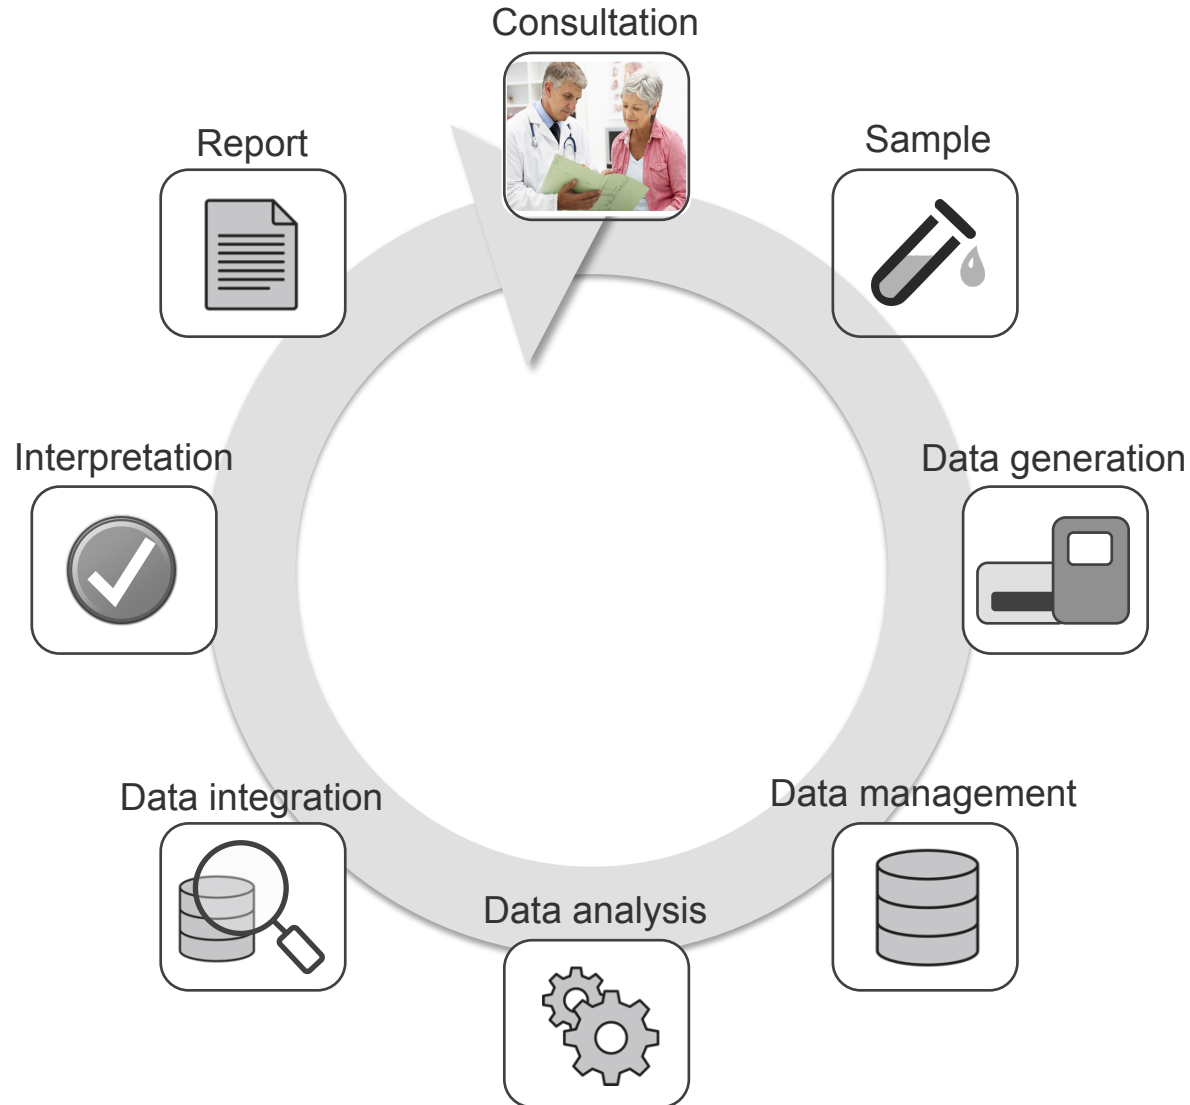 Consultation
Sample
Data generation
Data management
Data analysis
Data integration
Interpretation
Report